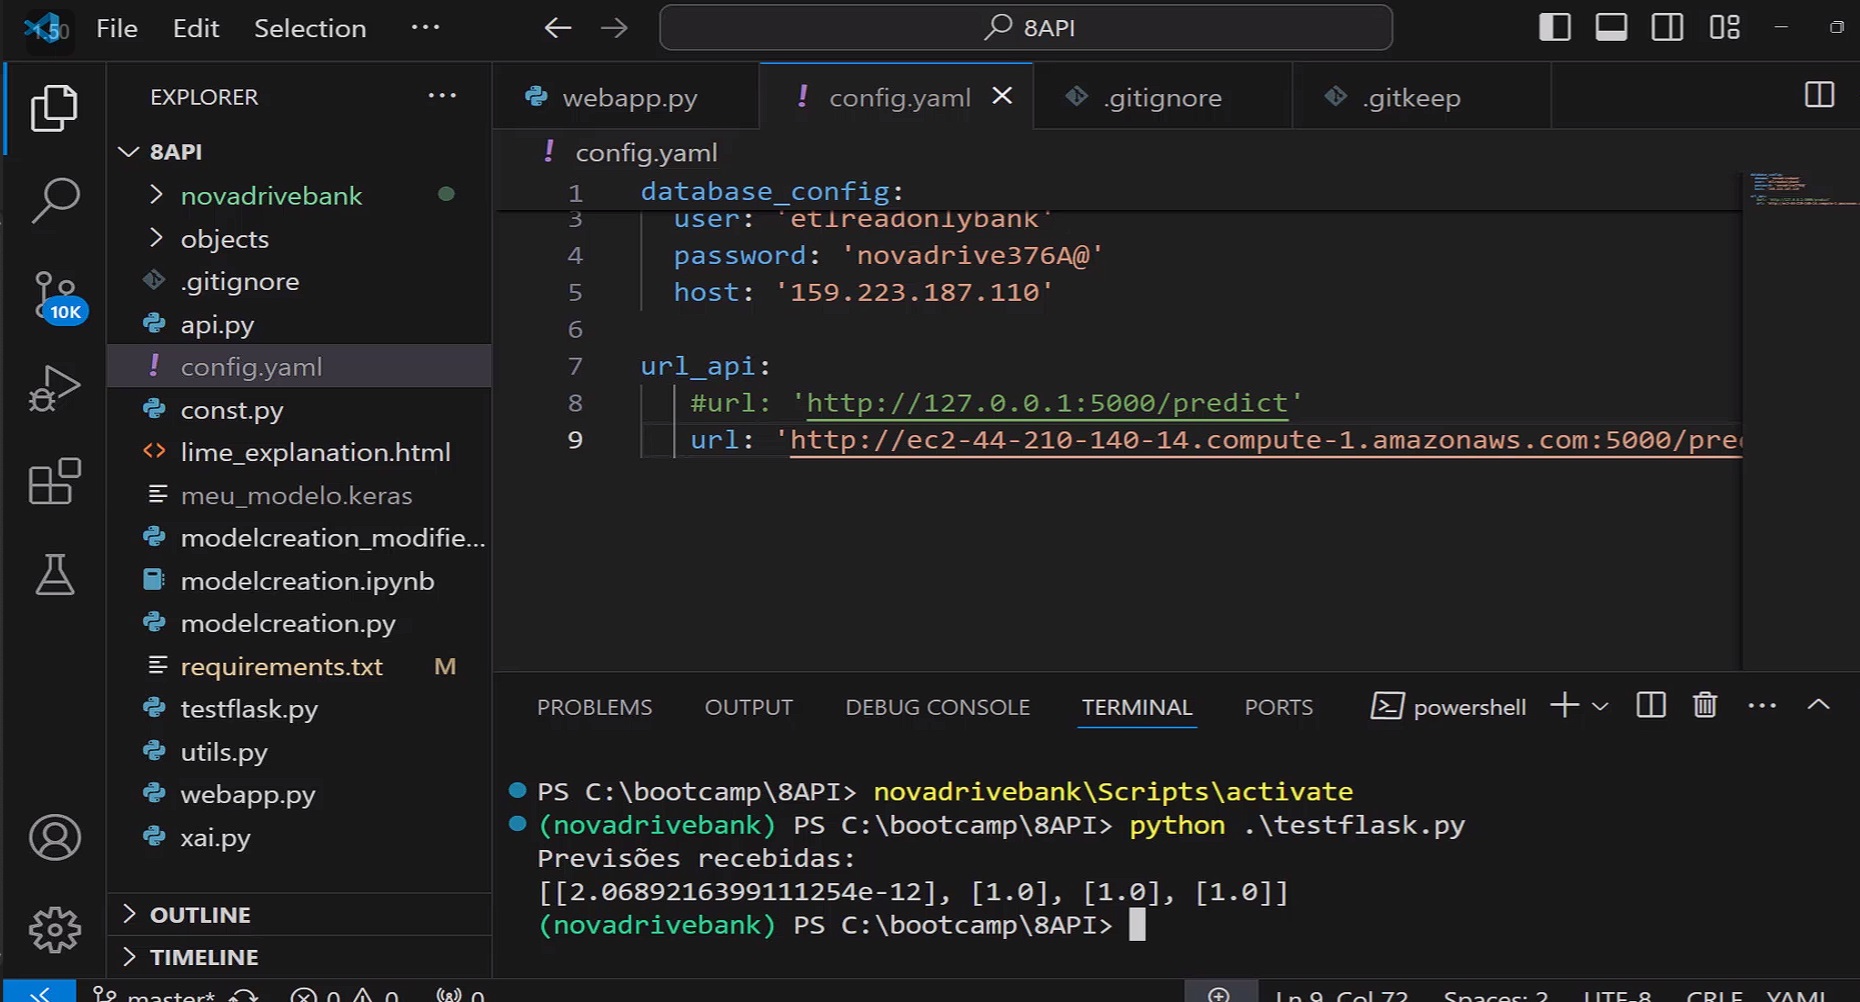 1.50 File Edit Selection ··· 8API
EXPLORER ···
8API
novadrivebank
objects
.gitignore
10K
api.py
config.yaml
const.py
lime_explanation.html
meu_modelo.keras
modelcreation_modifie...
modelcreation.ipynb
modelcreation.py
requirements.txt M
testflask.py
utils.py
webapp.py
xai.py
OUTLINE
TIMELINE
webapp.py ! config.yaml .gitignore .gitkeep
! config.yaml
1 database_config:
3 user: 'etlreadonlybank'
4 password: 'novadrive376A@'
5 host: '159.223.187.110'
6
7 url_api:
8 #url: 'http://127.0.0.1:5000/predict'
9 url: 'http://ec2-44-210-140-14.compute-1.amazonaws.com:5000/pred
PROBLEMS OUTPUT DEBUG CONSOLE TERMINAL PORTS powershell
PS C:\bootcamp\8API> novadrivebank\Scripts\activate
(novadrivebank) PS C:\bootcamp\8API> python .\testflask.py
Previsões recebidas:
[[2.0689216399111254e-12], [1.0], [1.0], [1.0]]
(novadrivebank) PS C:\bootcamp\8API>
master* 0 0 0 Ln 9, Col 72 Spaces: 2 UTF-8 CRLF YAML